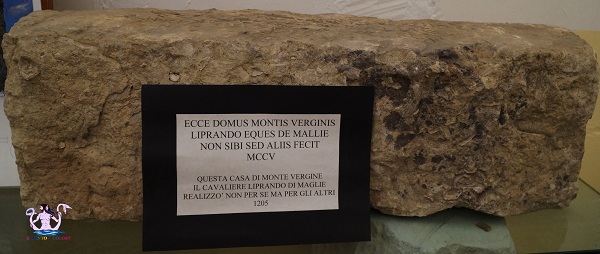 ECCE DOMUS MONTIS VERGINIS
LIPRANDO EQUES DE MALLIE
NON SIBI SED ALIIS FECIT
MCCV
QUESTA CASA DI MONTE VERGINE
IL CAVALIERE LIPRANDO DI MAGLIE
REALIZZO' NON PER SE MA PER GLI ALTRI
1205